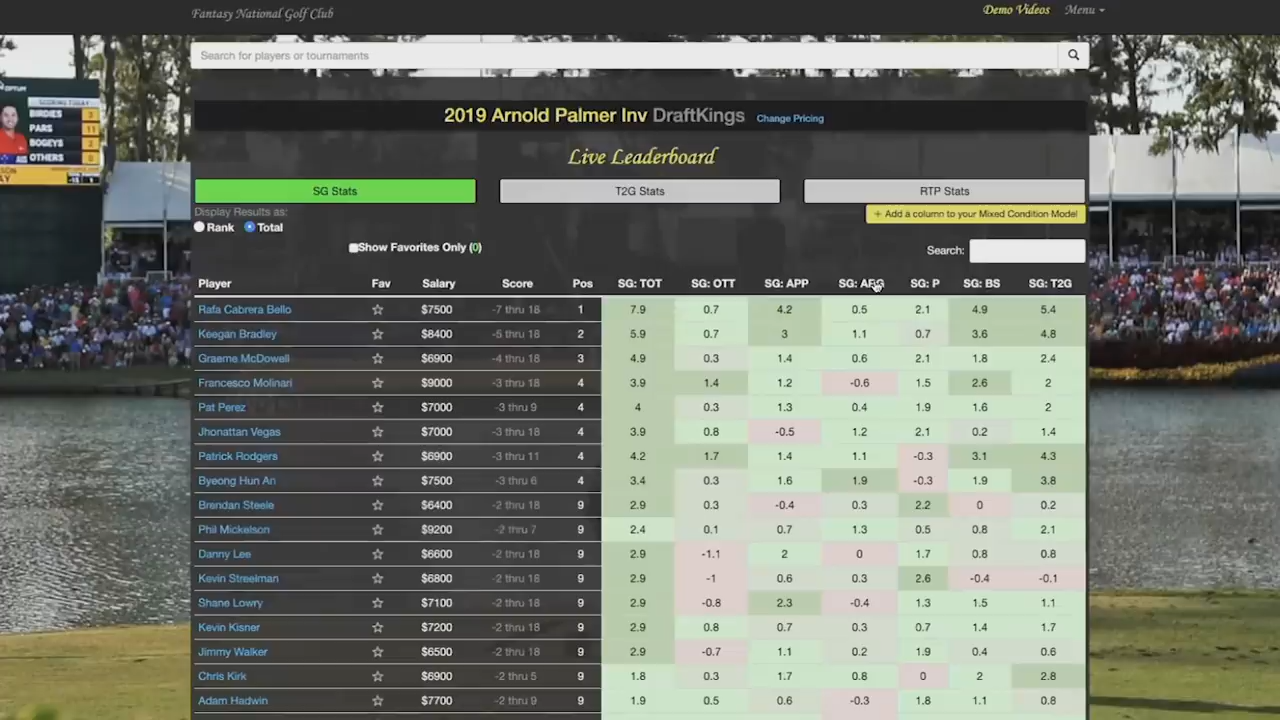 Fantasy National Golf Club
Demo Videos Menu
Search for players or tournaments
2019 Arnold Palmer Inv DraftKings Change Pricing
Live Leaderboard
SG Stats T2G Stats RTP Stats
Display Results as:
+ Add a column to your Mixed Condition Model
Rank Total
Show Favorites Only (0)
Search:
Player Fav Salary Score Pos SG: TOT SG: OTT SG: APP SG: ARG SG: P SG: BS SG: T2G
Rafa Cabrera Bello $7500 -7 thru 18 1 7.9 0.7 4.2 0.5 2.1 4.9 5.4
Keegan Bradley $8400 -5 thru 18 2 5.9 0.7 3 1.1 0.7 3.6 4.8
Graeme McDowell $6900 -4 thru 18 3 4.9 0.3 1.4 0.6 2.1 1.8 2.4
Francesco Molinari $9000 -3 thru 18 4 3.9 1.4 1.2 -0.6 1.5 2.6 2
Pat Perez $7000 -3 thru 9 4 4 0.3 1.3 0.4 1.9 1.6 2
Jhonattan Vegas $7000 -3 thru 18 4 3.9 0.8 -0.5 1.2 2.1 0.2 1.4
Patrick Rodgers $6900 -3 thru 11 4 4.2 1.7 1.4 1.1 -0.3 3.1 4.3
Byeong Hun An $7500 -3 thru 6 4 3.4 0.3 1.6 1.9 -0.3 1.9 3.8
Brendan Steele $6400 -2 thru 18 9 2.9 0.3 -0.4 0.3 2.2 0 0.2
Phil Mickelson $9200 -2 thru 7 9 2.4 0.1 0.7 1.3 0.5 0.8 2.1
Danny Lee $6600 -2 thru 18 9 2.9 -1.1 2 0 1.7 0.8 0.8
Kevin Streelman $6800 -2 thru 18 9 2.9 -1 0.6 0.3 2.6 -0.4 -0.1
Shane Lowry $7100 -2 thru 18 9 2.9 -0.8 2.3 -0.4 1.3 1.5 1.1
Kevin Kisner $7200 -2 thru 18 9 2.9 0.8 0.7 0.3 0.7 1.4 1.7
Jimmy Walker $6500 -2 thru 18 9 2.9 -0.7 1.1 0.2 1.9 0.4 0.6
Chris Kirk $6900 -2 thru 5 9 1.8 0.3 1.7 0.8 0 2 2.8
Adam Hadwin $7700 -2 thru 9 9 1.9 0.5 0.6 -0.3 1.8 1.1 0.8
OPTUM
SCORING TODAY
BIRDIES 3
PARS 11
BOGEYS 2
OTHERS 0